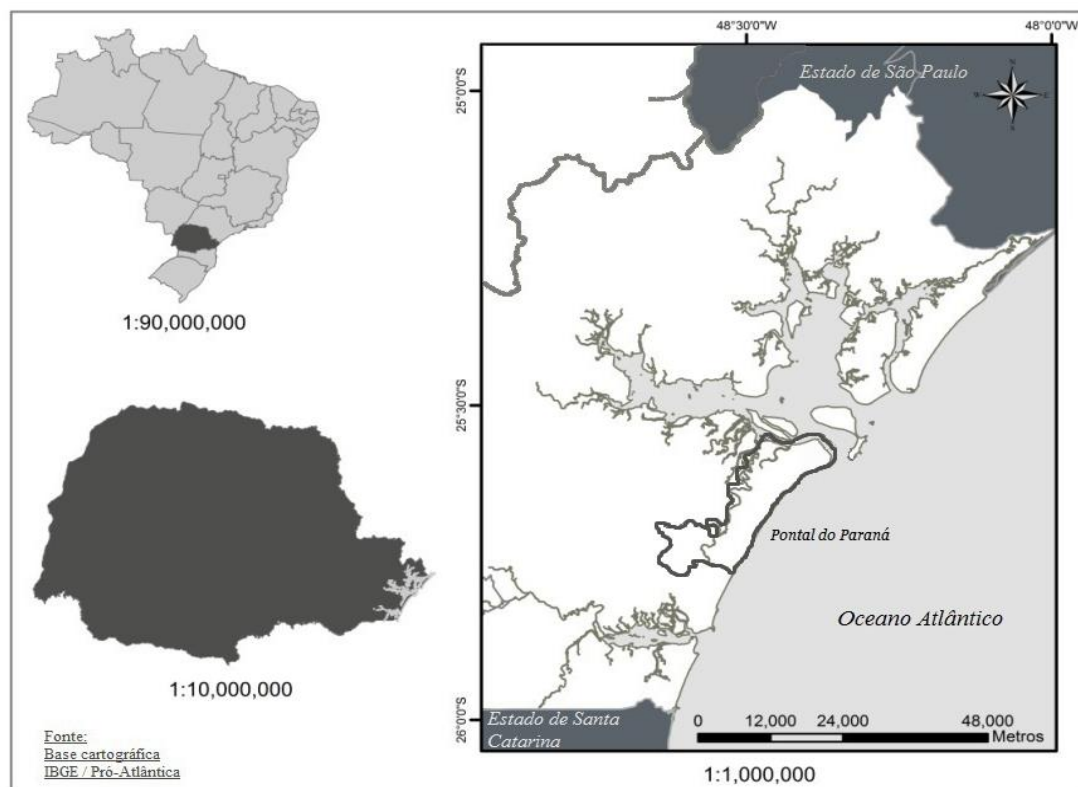 48°30'0"W
48°0'0"W
25°0'0"S
Estado de São Paulo
N
W
E
S
1:90,000,000
25°30'0"S
Pontal do Paraná
Oceano Atlântico
1:10,000,000
26°0'0"S
Estado de Santa
Catarina
0
12,000
24,000
48,000
Metros
1:1,000,000
Fonte:
Base cartográfica
IBGE / Pró-Atlântica